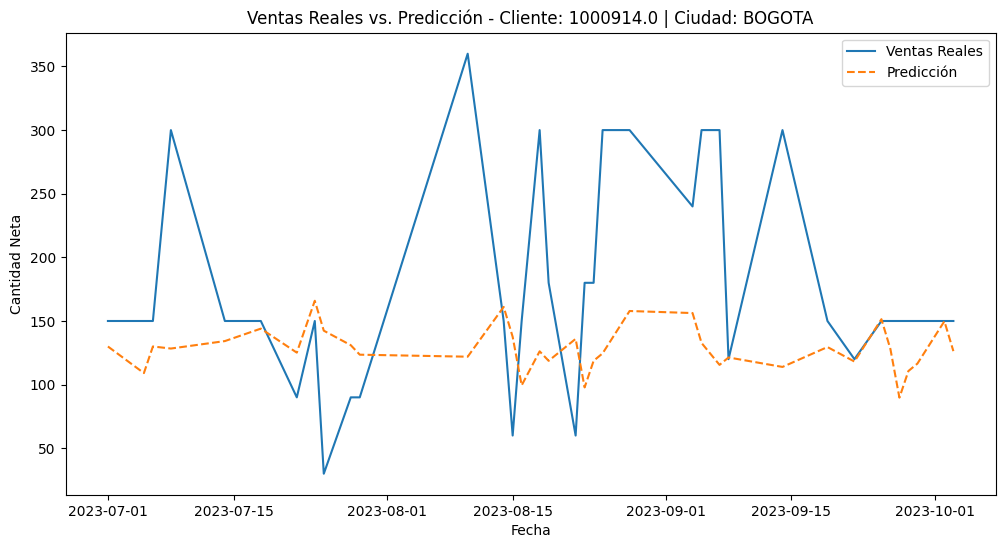 Ventas Reales vs. Predicción - Cliente: 1000914.0 | Ciudad: BOGOTA
Ventas Reales
Predicción
Cantidad Neta
350
300
250
200
150
100
50
2023-07-01
2023-07-15
2023-08-01
2023-08-15
2023-09-01
2023-09-15
2023-10-01
Fecha